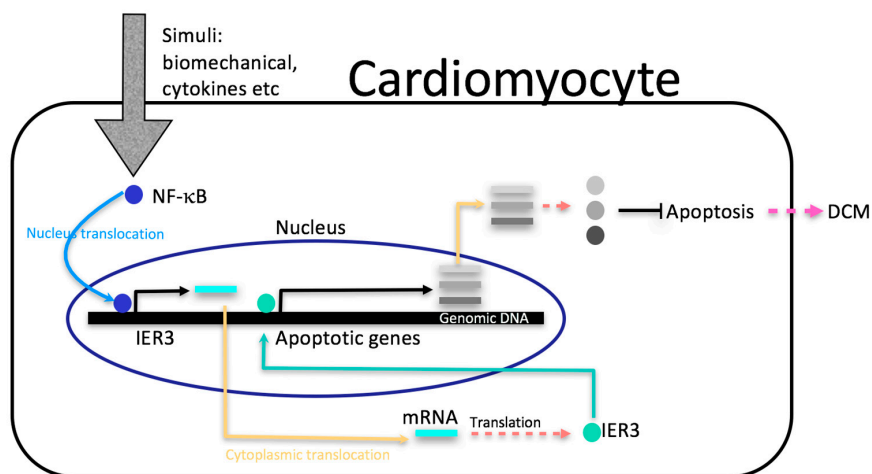 Simuli:
biomechanical,
cytokines etc
Cardiomyocyte
NF-κB
Nucleus translocation
Nucleus
Apoptosis
DCM
Genomic DNA
IER3
Apoptotic genes
mRNA
Translation
IER3
Cytoplasmic translocation